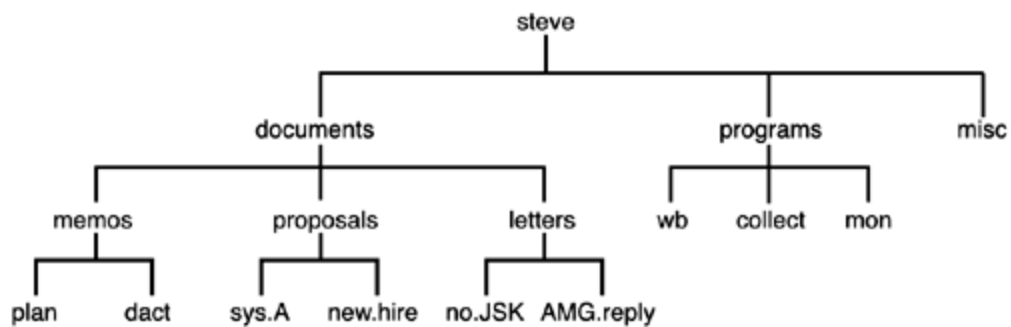 steve
documents programs misc
memos proposals letters wb collect mon
plan dact sys.A new.hire no.JSK AMG.reply